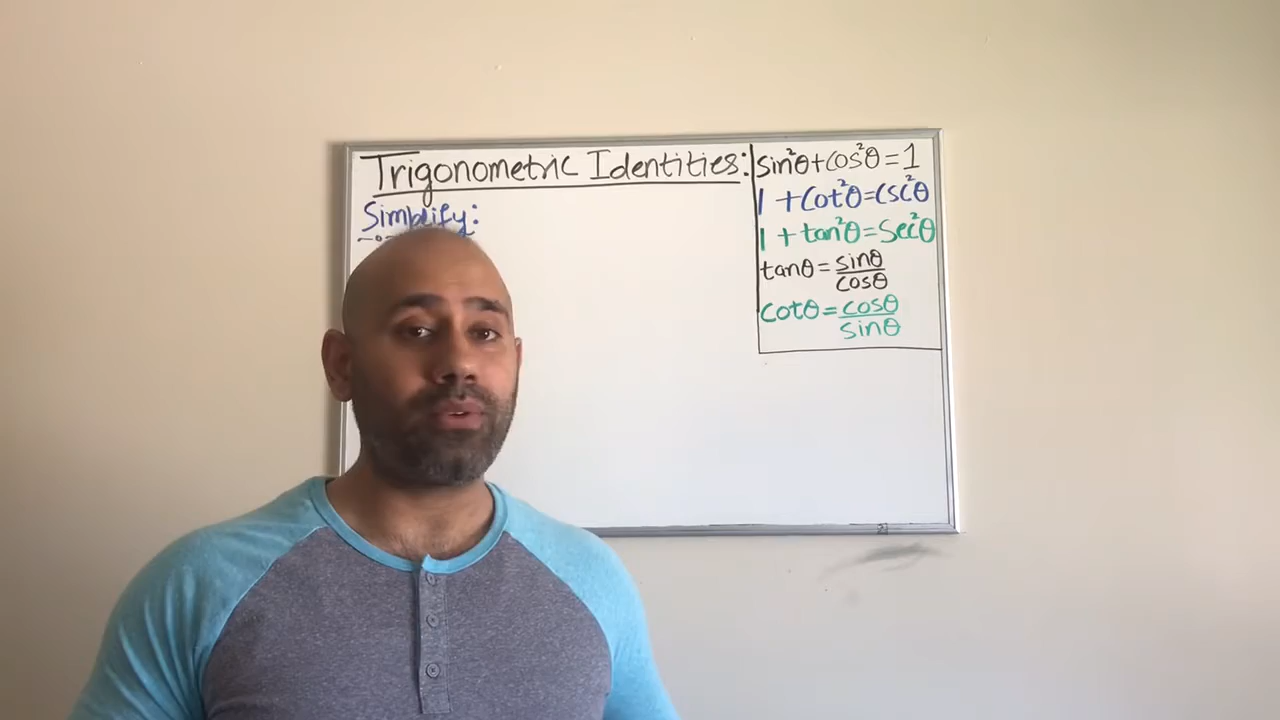 Trigonometric Identities:
Simplify:
sin²θ+cos²θ=1
1+cot²θ=csc²θ
1+tan²θ=sec²θ
tanθ=sinθ/cosθ
cotθ=cosθ/sinθ